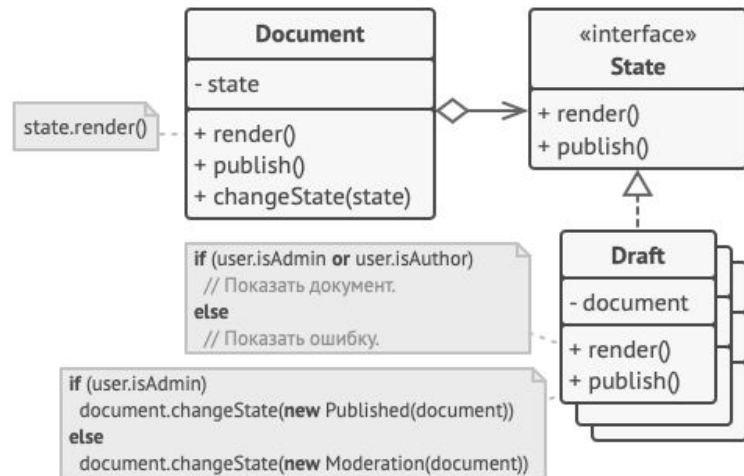 Document
- state
+ render()
+ publish()
+ changeState(state)
«interface»
State
+ render()
+ publish()
state.render()
Draft
- document
+ render()
+ publish()
if (user.isAdmin or user.isAuthor)
// Показать документ.
else
// Показать ошибку.
if (user.isAdmin)
document.changeState(new Published(document))
else
document.changeState(new Moderation(document))